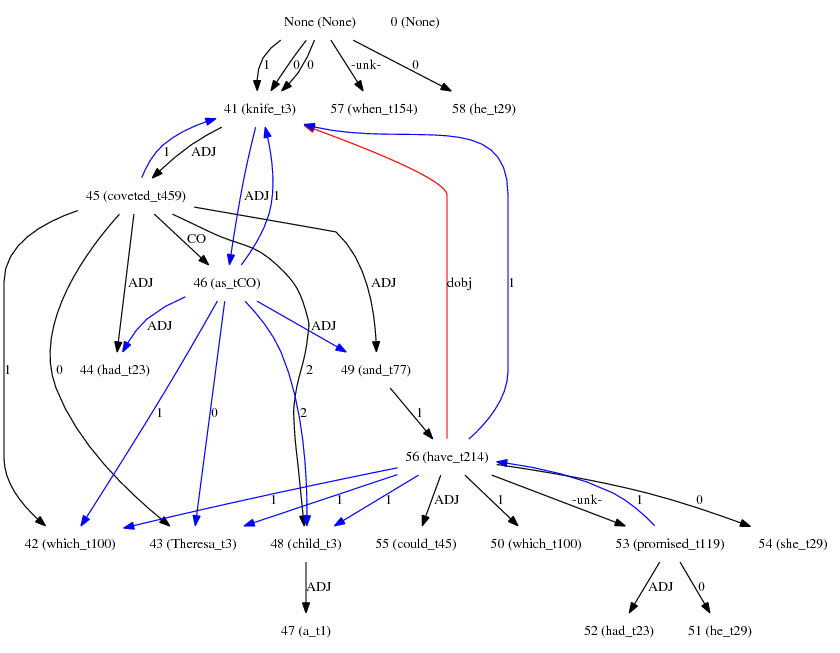 None (None) 0 (None)
1 0 0 -unk- 0
41 (knife_t3) 57 (when_t154) 58 (he_t29)
1 ADJ
45 (coveted_t459) ADJ 1
CO
46 (as_tCO)
ADJ ADJ dobj 1
ADJ ADJ
44 (had_t23) 49 (and_t77)
1 0 2
1 0 2 1
56 (have_t214)
1 1 1 ADJ 1 -unk- 1 0
42 (which_t100) 43 (Theresa_t3) 48 (child_t3) 55 (could_t45) 50 (which_t100) 53 (promised_t119) 54 (she_t29)
ADJ ADJ 0
47 (a_t1) 52 (had_t23) 51 (he_t29)